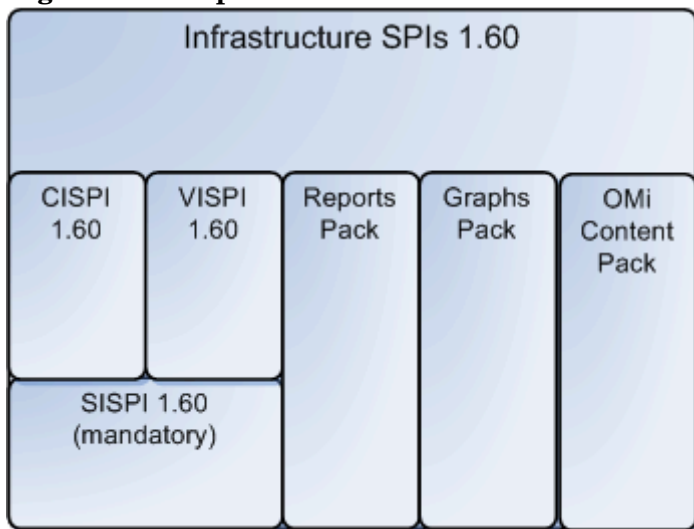 Infrastructure SPIs 1.60
CISPI
1.60
VISPI
1.60
Reports
Pack
Graphs
Pack
OMi
Content
Pack
SISPI 1.60
(mandatory)